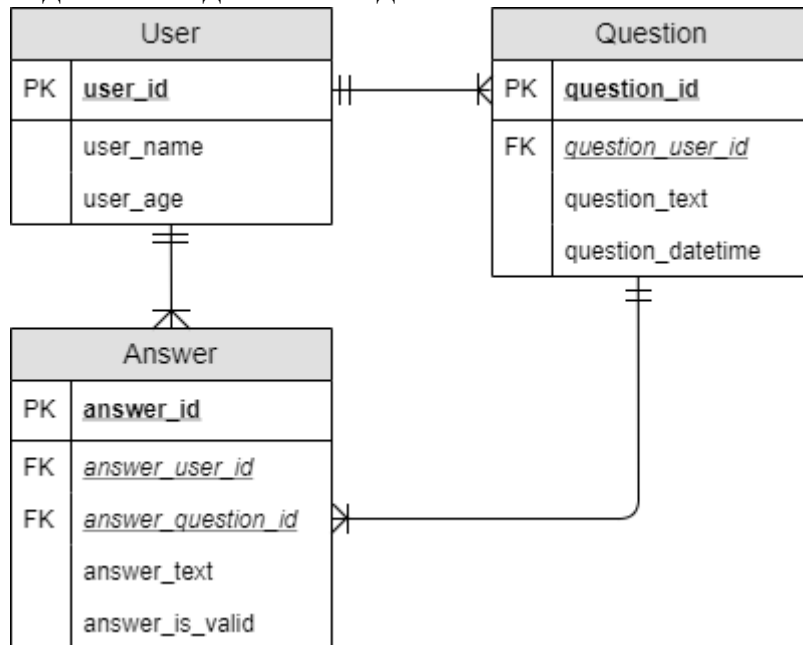 User
PK user_id
user_name
user_age
Question
PK question_id
FK question_user_id
question_text
question_datetime
Answer
PK answer_id
FK answer_user_id
FK answer_question_id
answer_text
answer_is_valid